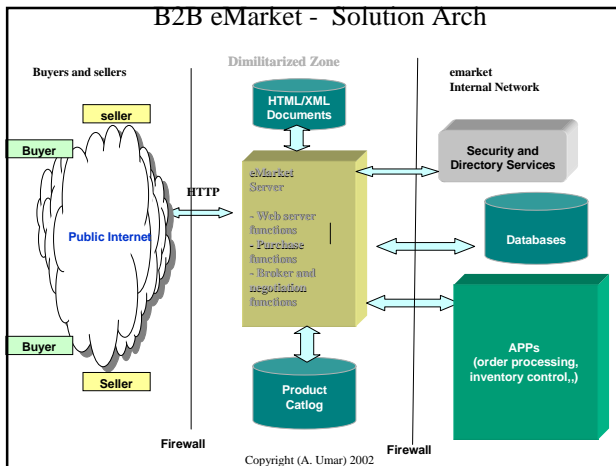 B2B eMarket -  Solution Arch
Buyers and sellers
Dimilitarized Zone
emarket
Internal Network
seller
Buyer
HTML/XML
Documents
Security and
Directory Services
HTTP
eMarket
Server
- Web server
functions
- Purchase
functions
- Broker and
negotiation
functions
Public Internet
Databases
Buyer
Seller
Product
Catlog
APPs
(order processing,
inventory control,,)
Firewall
Firewall
Copyright (A. Umar) 2002